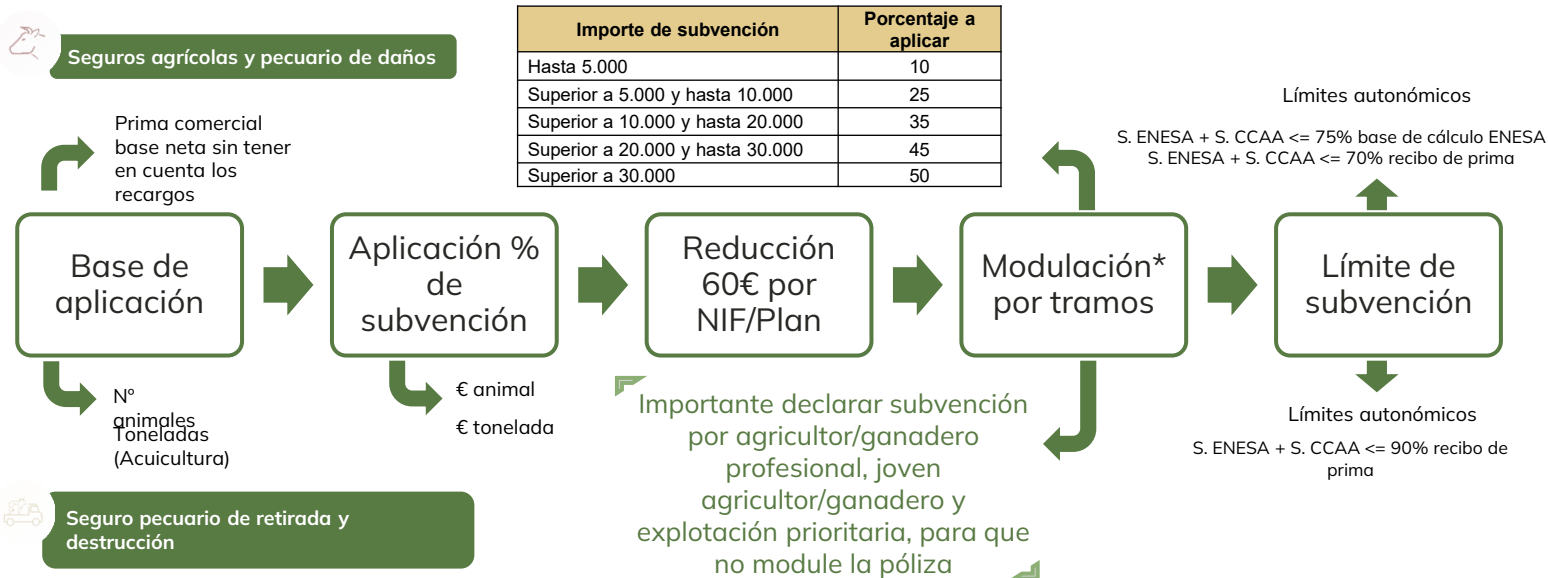 Seguros agrícolas y pecuario de daños
Importe de subvención Porcentaje a
aplicar
Hasta 5.000 10
Superior a 5.000 y hasta 10.000 25
Superior a 10.000 y hasta 20.000 35
Superior a 20.000 y hasta 30.000 45
Superior a 30.000 50
Prima comercial
base neta sin tener
en cuenta los
recargos
Límites autonómicos
S. ENESA + S. CCAA <= 75% base de cálculo ENESA
S. ENESA + S. CCAA <= 70% recibo de prima
Base de
aplicación
Aplicación %
de
subvención
Reducción
60€ por
NIF/Plan
Modulación*
por tramos
Límite de
subvención
Nº
animales
Toneladas
(Acuicultura)
€ animal
€ tonelada
Importante declarar subvención
por agricultor/ganadero
profesional, joven
agricultor/ganadero y
explotación prioritaria, para que
no module la póliza
Límites autonómicos
S. ENESA + S. CCAA <= 90% recibo de
prima
Seguro pecuario de retirada y
destrucción